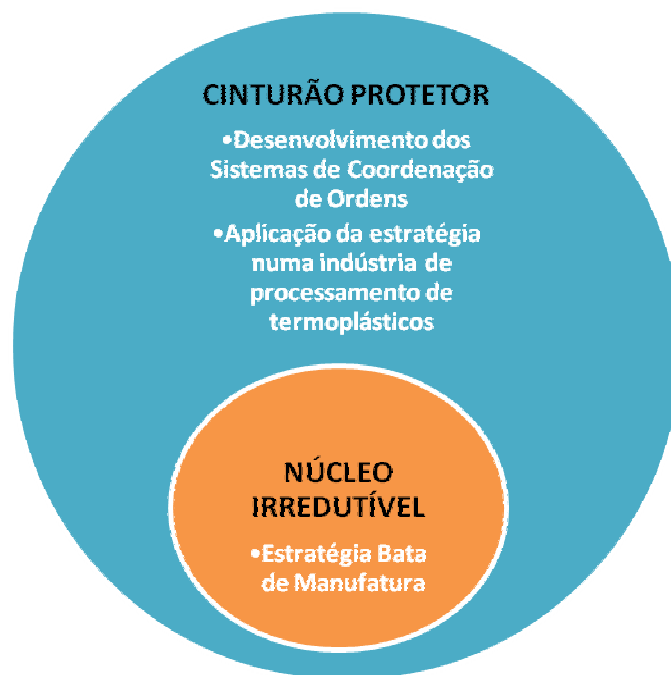 CINTURÃO PROTETOR
•Desenvolvimento dos
Sistemas de Coordenação
de Ordens
•Aplicação da estratégia
numa indústria de
processamento de
termoplásticos
NÚCLEO
IRREDUTÍVEL
•Estratégia Bata
de Manufatura